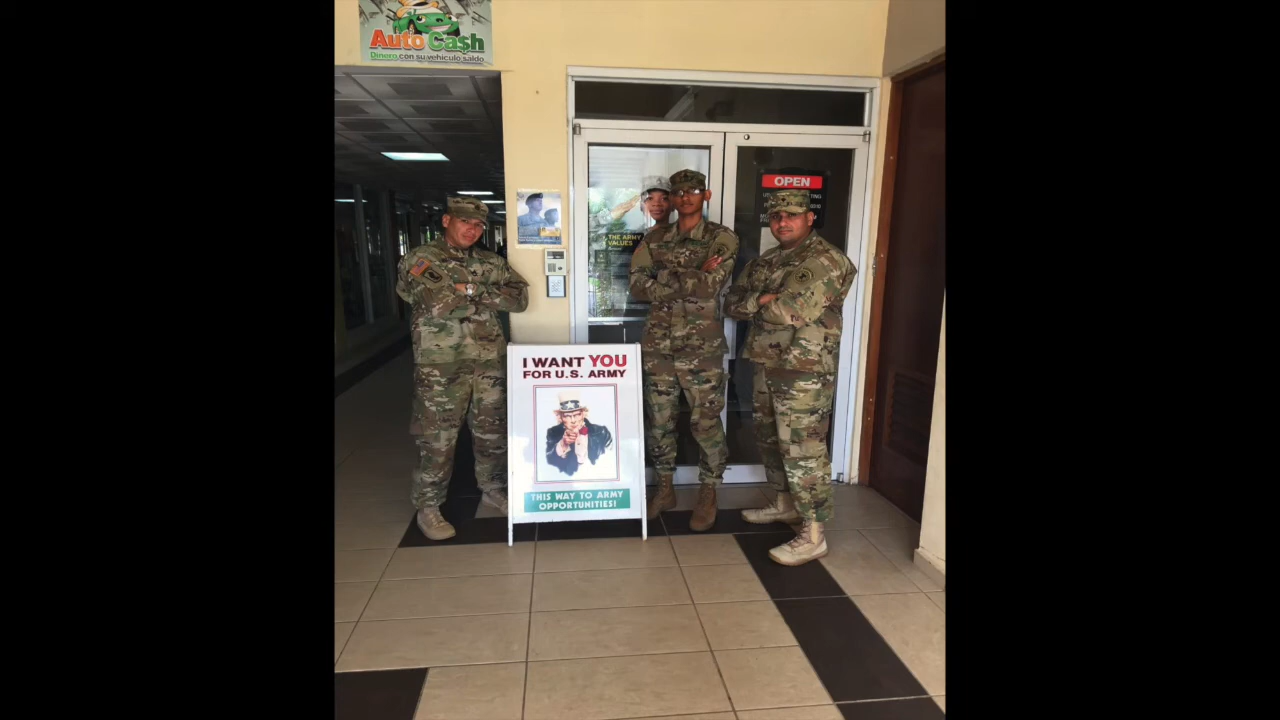 Auto Ca$h
Dinero con su vehículo saldo
OPEN
THE ARMY
VALUES
I WANT YOU
FOR U.S. ARMY
THIS WAY TO ARMY
OPPORTUNITIES!